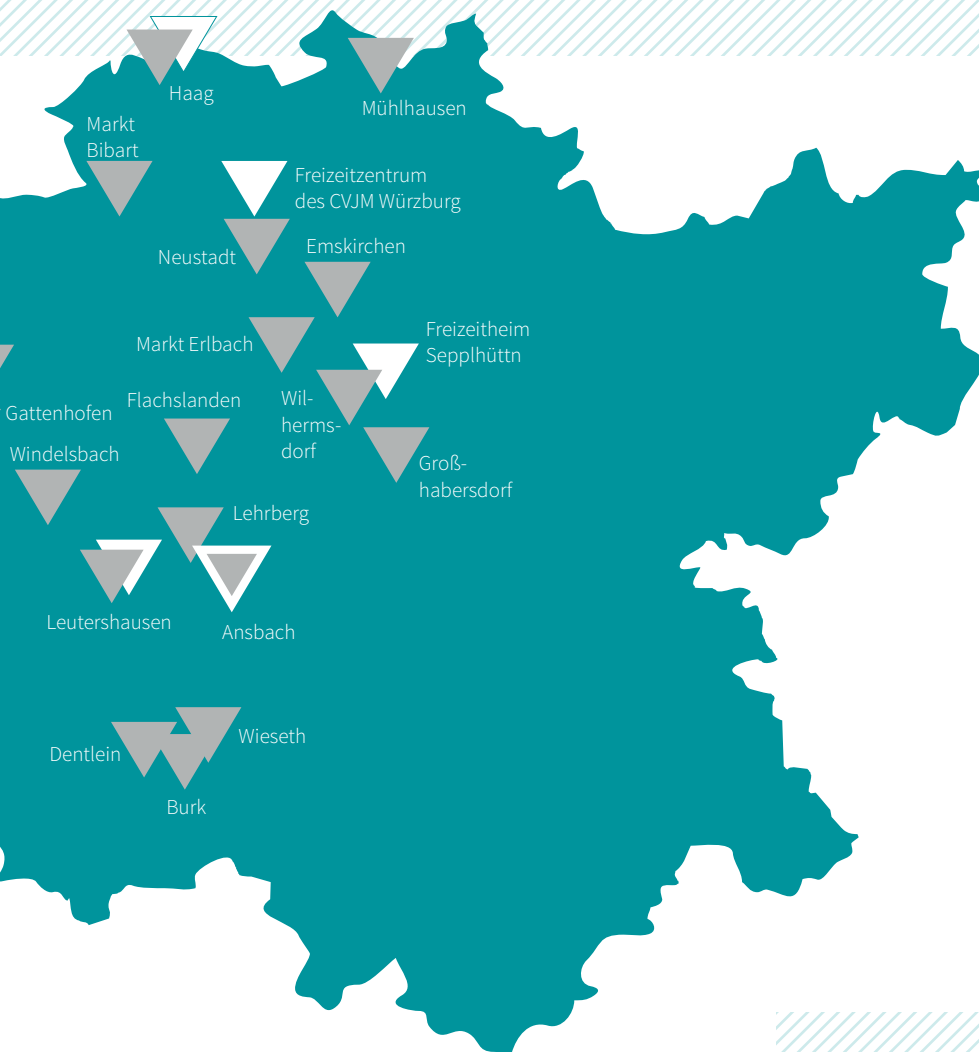 Haag
Mühlhausen
Markt
Bibart
Freizeitzentrum
des CVJM Würzburg
Neustadt
Emskirchen
Markt Erlbach
Freizeitheim
Sepplhüttn
Flachslanden
Wil-
herms-
dorf
Gattenhofen
Windelsbach
Groß-
habersdorf
Lehrberg
Leutershausen
Ansbach
Wieseth
Dentlein
Burk